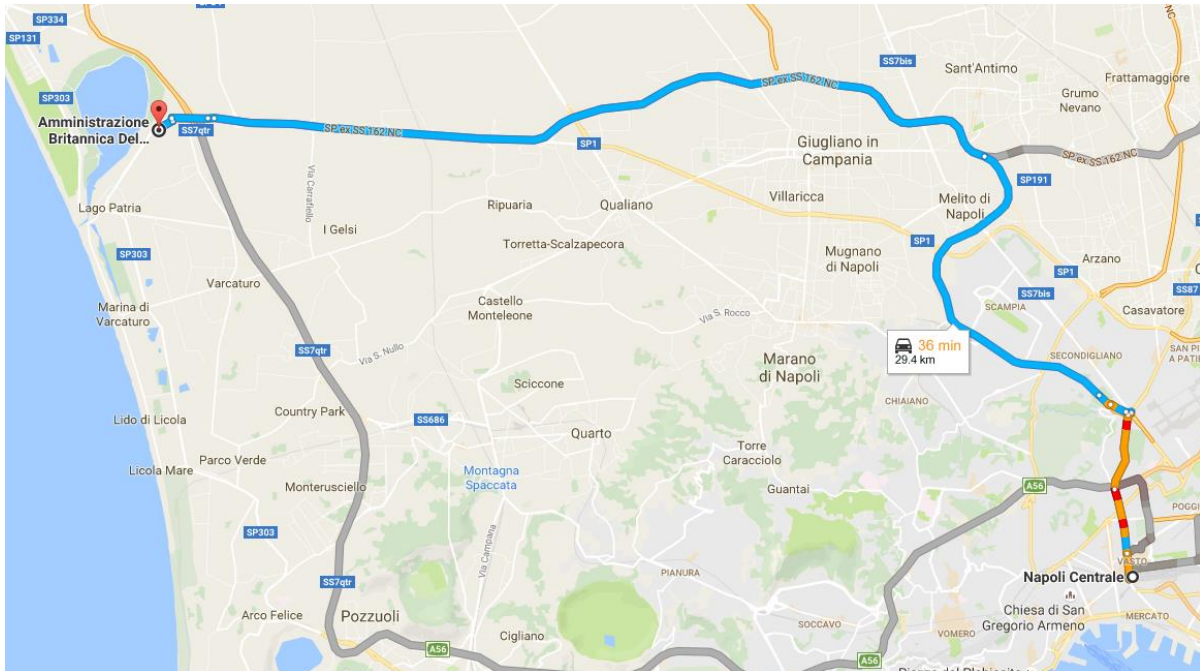 SP334
SP131
SS7bis
Sant'Antimo
NC
Frattamaggiore
SP ex SS 162 NC
Grumo
Nevano
SP303
Amministrazione
Britannica Del...
SS7qtr
SP ex SS 162 NC
SP1
Giugliano in
Campania
SP ex SS 162 NC
Via Carrafiello
SP191
Villaricca
Melito di
Napoli
Lago Patria
Ripuaria
Qualiano
I Gelsi
SP1
Torretta-Scalzapecora
SP303
Mugnano
di Napoli
Arzano
SP1
Varcaturo
SS7bis
SS87
Castello
Monteleone
Marina di
Varcaturo
SCAMPIA
Casavatore
Via S. Rocco
36 min
29.4 km
SS7qtr
Via S. Nullo
SECONDIGLIANO
SAN PI
A PATI
Marano
di Napoli
Sciccone
CHIAIANO
Country Park
Lido di Licola
SS686
Quarto
Torre
Caracciolo
Parco Verde
Licola Mare
Montagna
Spaccata
Monterusciello
Guantai
A56
POGGI
SP303
Via Campana
VASTO
PIANURA
Napoli Centrale
SS7qtr
Chiesa di San
Gregorio Armeno
MERCATO
Arco Felice
Pozzuoli
SOCCAVO
VOMERO
Cigliano
A56
A56